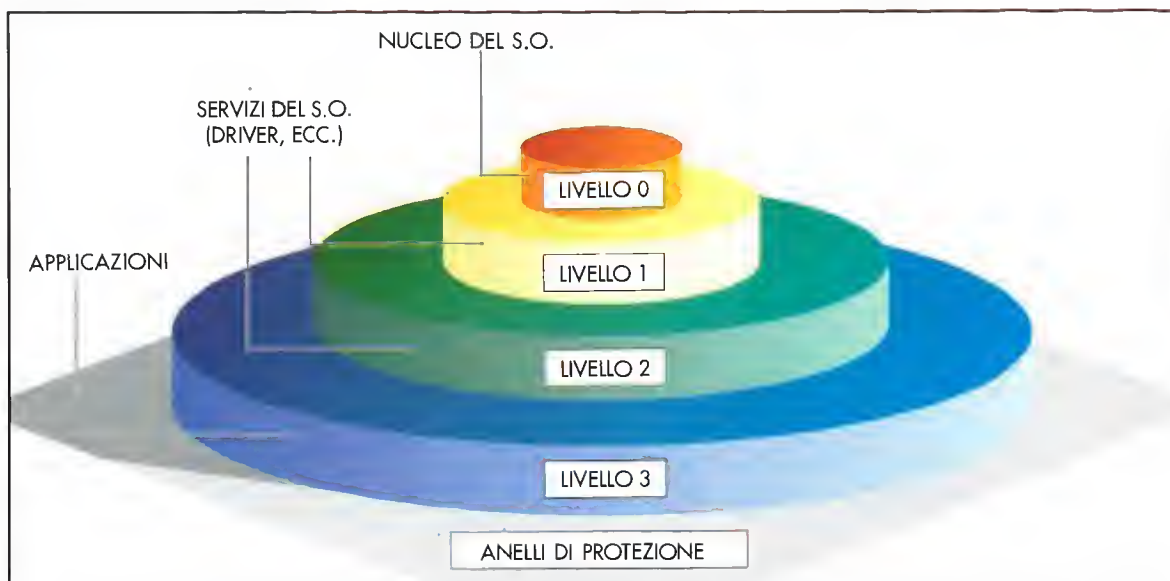 NUCLEO DEL S.O.
SERVIZI DEL S.O.
(DRIVER, ECC.)
APPLICAZIONI
LIVELLO 0
LIVELLO 1
LIVELLO 2
LIVELLO 3
ANELLI DI PROTEZIONE